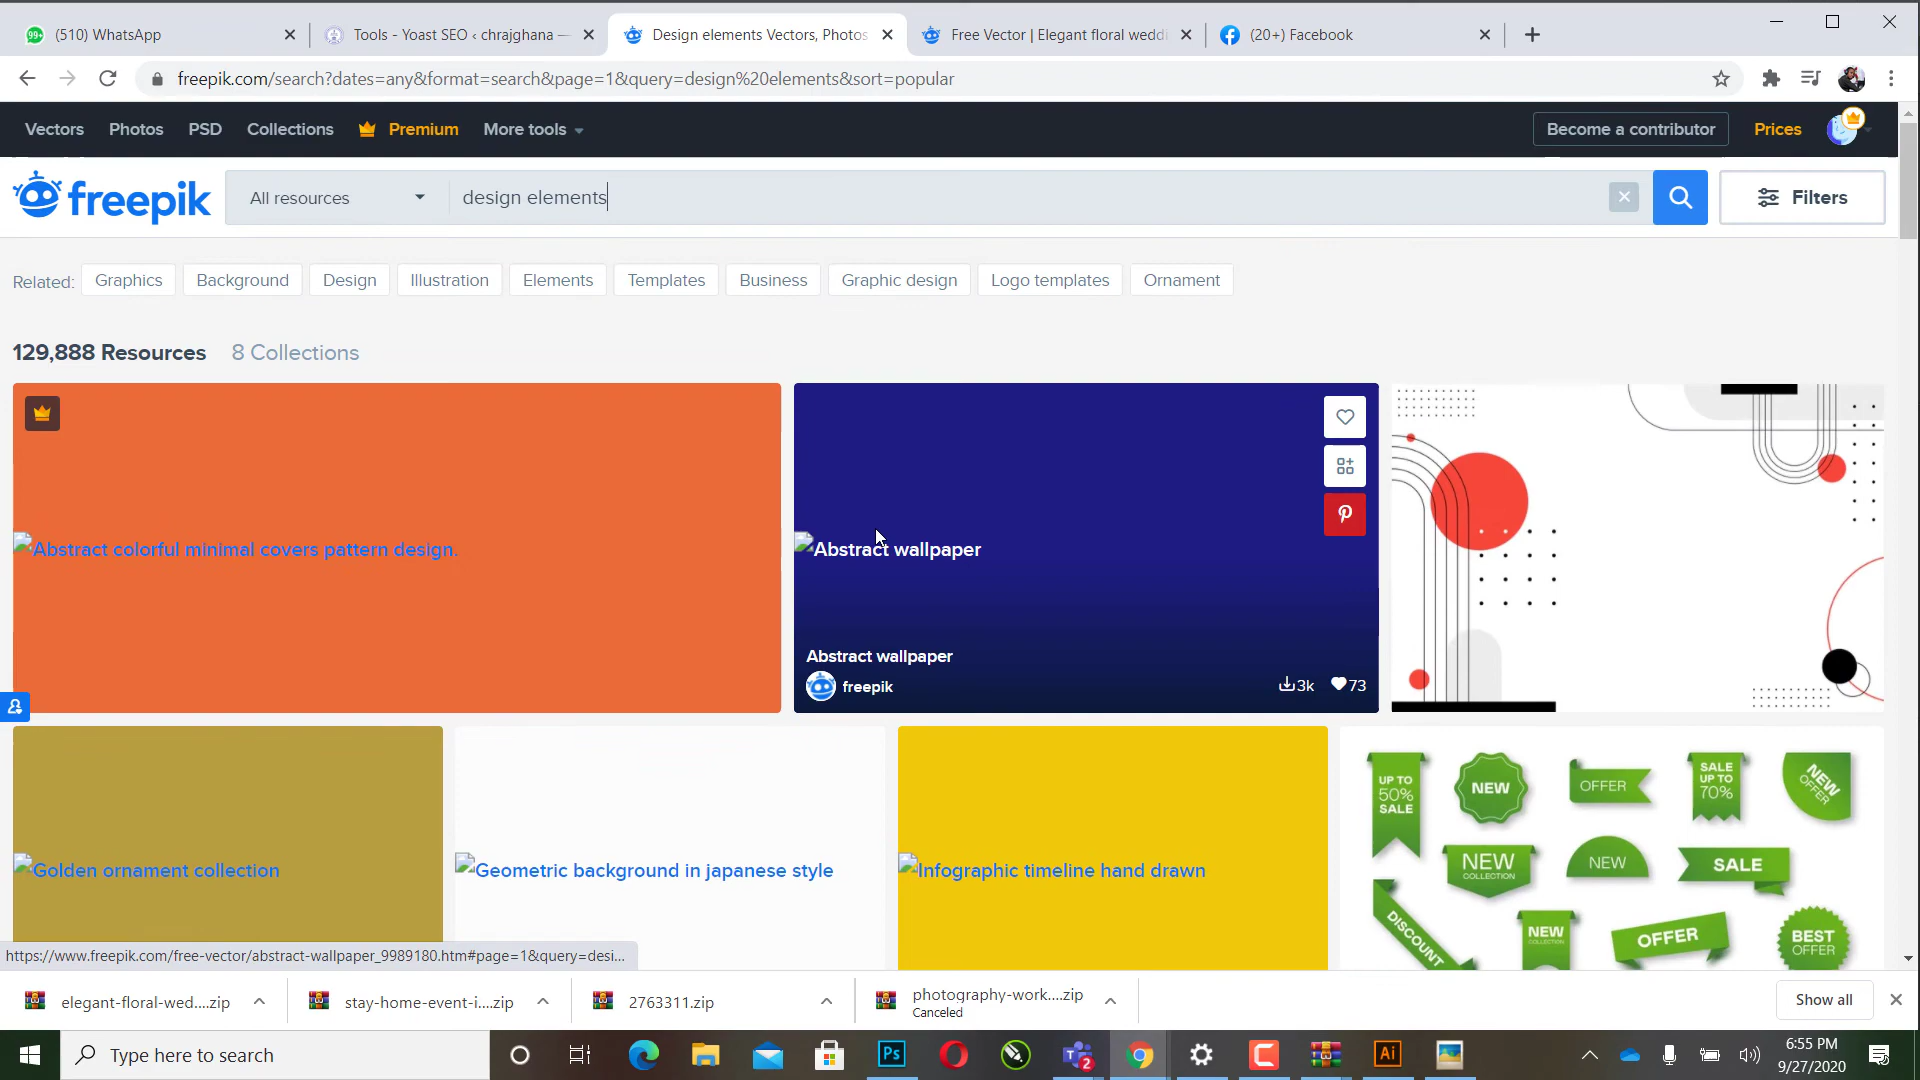 (510) WhatsApp
Tools - Yoast SEO ‹ chrajghana —
Design elements Vectors, Photos
Free Vector | Elegant floral weddi
(20+) Facebook
freepik.com/search?dates=any&format=search&page=1&query=design%20elements&sort=popular
Vectors Photos PSD Collections Premium More tools Become a contributor Prices
freepik All resources design elements Filters
Related: Graphics Background Design Illustration Elements Templates Business Graphic design Logo templates Ornament
129,888 Resources 8 Collections
Abstract colorful minimal covers pattern design.
Abstract wallpaper
Abstract wallpaper
freepik 3k 73
Golden ornament collection
Geometric background in japanese style
Infographic timeline hand drawn
UP TO
50%
SALE
NEW
OFFER
SALE
UP TO
70%
NEW
OFFER
NEW
COLLECTION
NEW
SALE
DISCOUNT
NEW
COLLECTION
OFFER
BEST
OFFER
https://www.freepik.com/free-vector/abstract-wallpaper_9989180.htm#page=1&query=desi...
elegant-floral-wed....zip
stay-home-event-i....zip
2763311.zip
photography-work....zip
Canceled
Show all
Type here to search
Ps
2
Ai
6:55 PM
9/27/2020